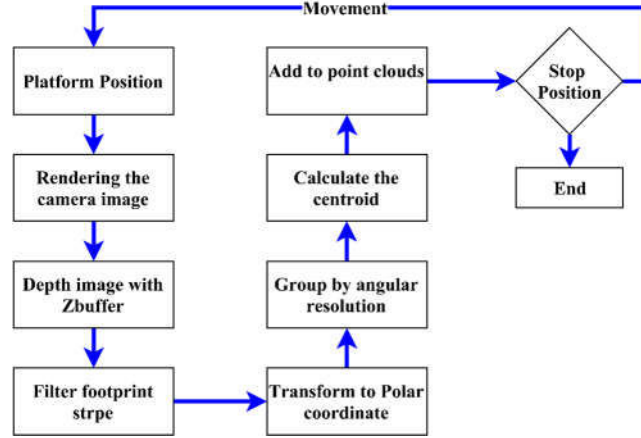 Movement
Platform Position
Rendering the
camera image
Depth image with
Zbuffer
Filter footprint
strpe
Transform to Polar
coordinate
Group by angular
resolution
Calculate the
centroid
Add to point clouds
Stop
Position
End